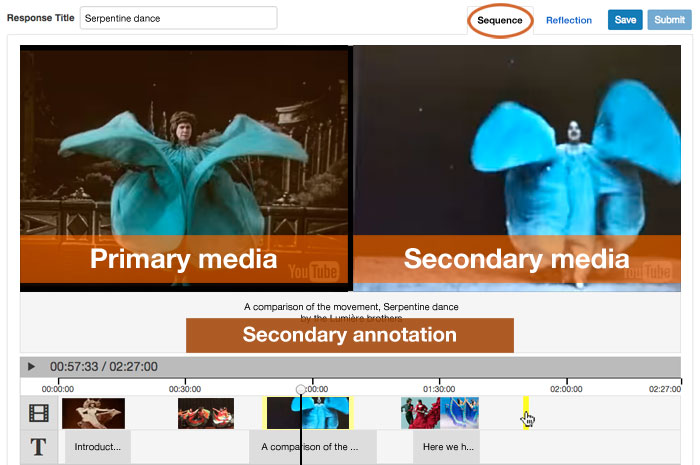 Response Title
Serpentine dance
Sequence
Reflection
Save
Submit
Primary media
Secondary media
YouTube
YouTube
A comparison of the movement, Serpentine dance
by the Lumière brothers
Secondary annotation
00:57:33 / 02:27:00
00:00:00
00:30:00
:00:00
01:30:00
02:00:00
02:27:00
T
Introduct...
A comparison of the ...
Here we h...